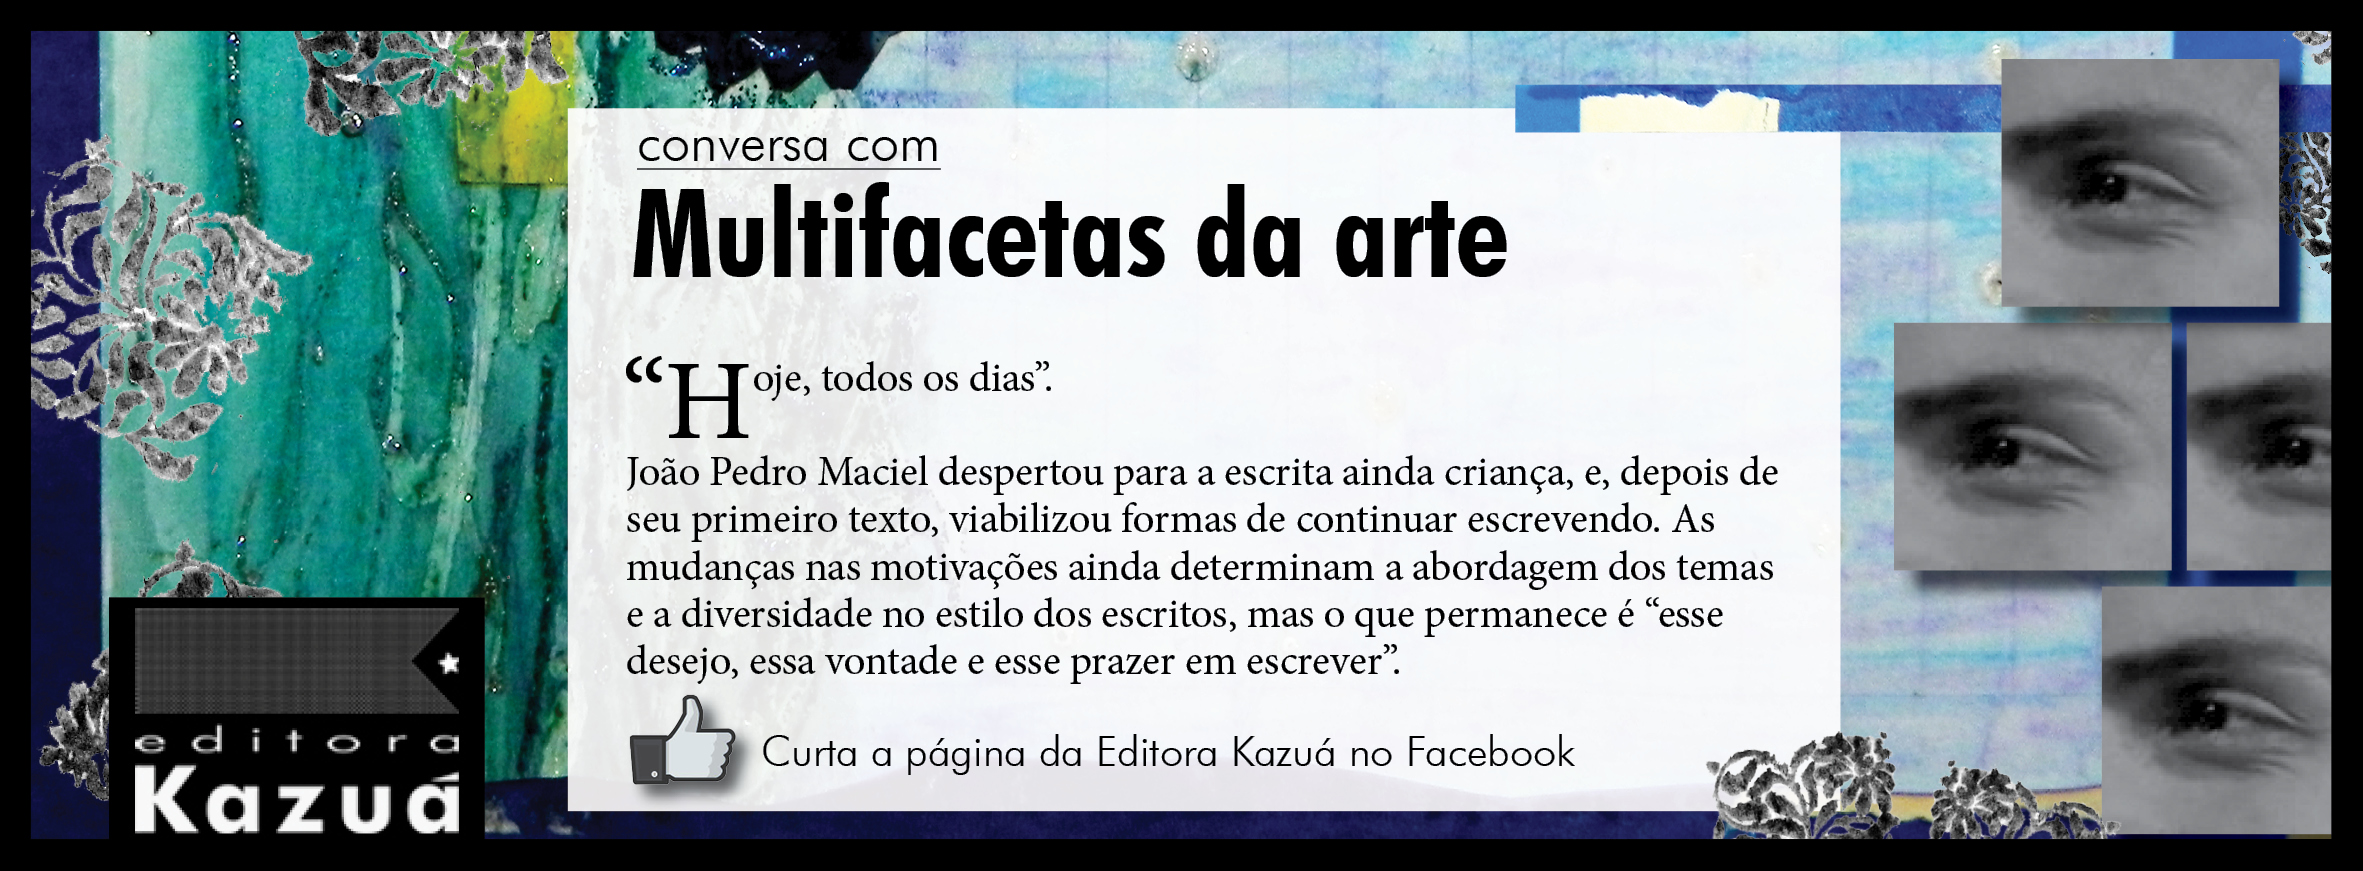 conversa com
Multifacetas da arte
“Hoje, todos os dias”.
João Pedro Maciel despertou para a escrita ainda criança, e, depois de
seu primeiro texto, viabilizou formas de continuar escrevendo. As
mudanças nas motivações ainda determinam a abordagem dos temas
e a diversidade no estilo dos escritos, mas o que permanece é “esse
desejo, essa vontade e esse prazer em escrever”.
Curta a página da Editora Kazuá no Facebook
editora
Kazuá